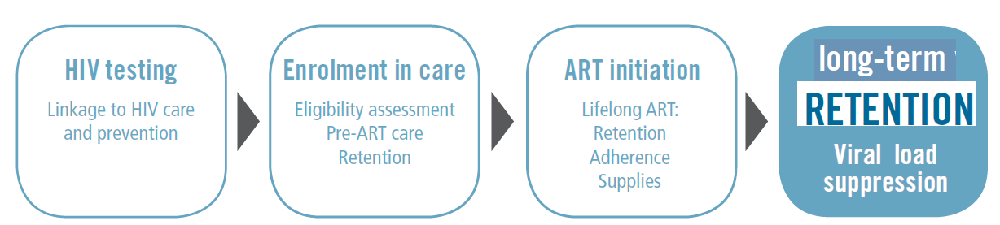 HIV testing
Linkage to HIV care
and prevention
Enrolment in care
Eligibility assessment
Pre-ART care
Retention
ART initiation
Lifelong ART:
Retention
Adherence
Supplies
long-term
RETENTION
Viral load
suppression